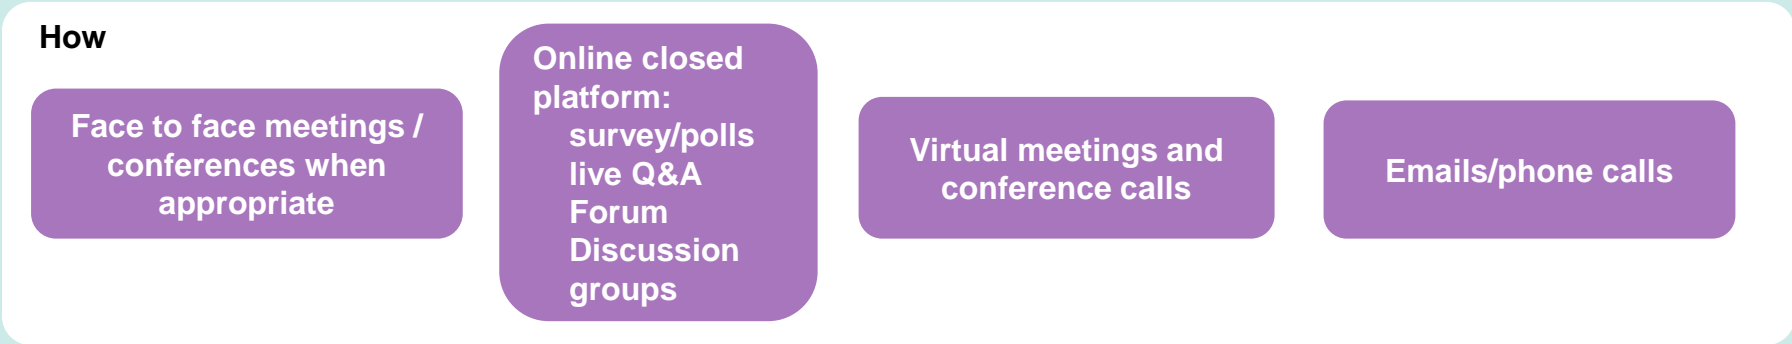 How
Face to face meetings /
conferences when
appropriate
Online closed
platform:
survey/polls
live Q&A
Forum
Discussion
groups
Virtual meetings and
conference calls
Emails/phone calls